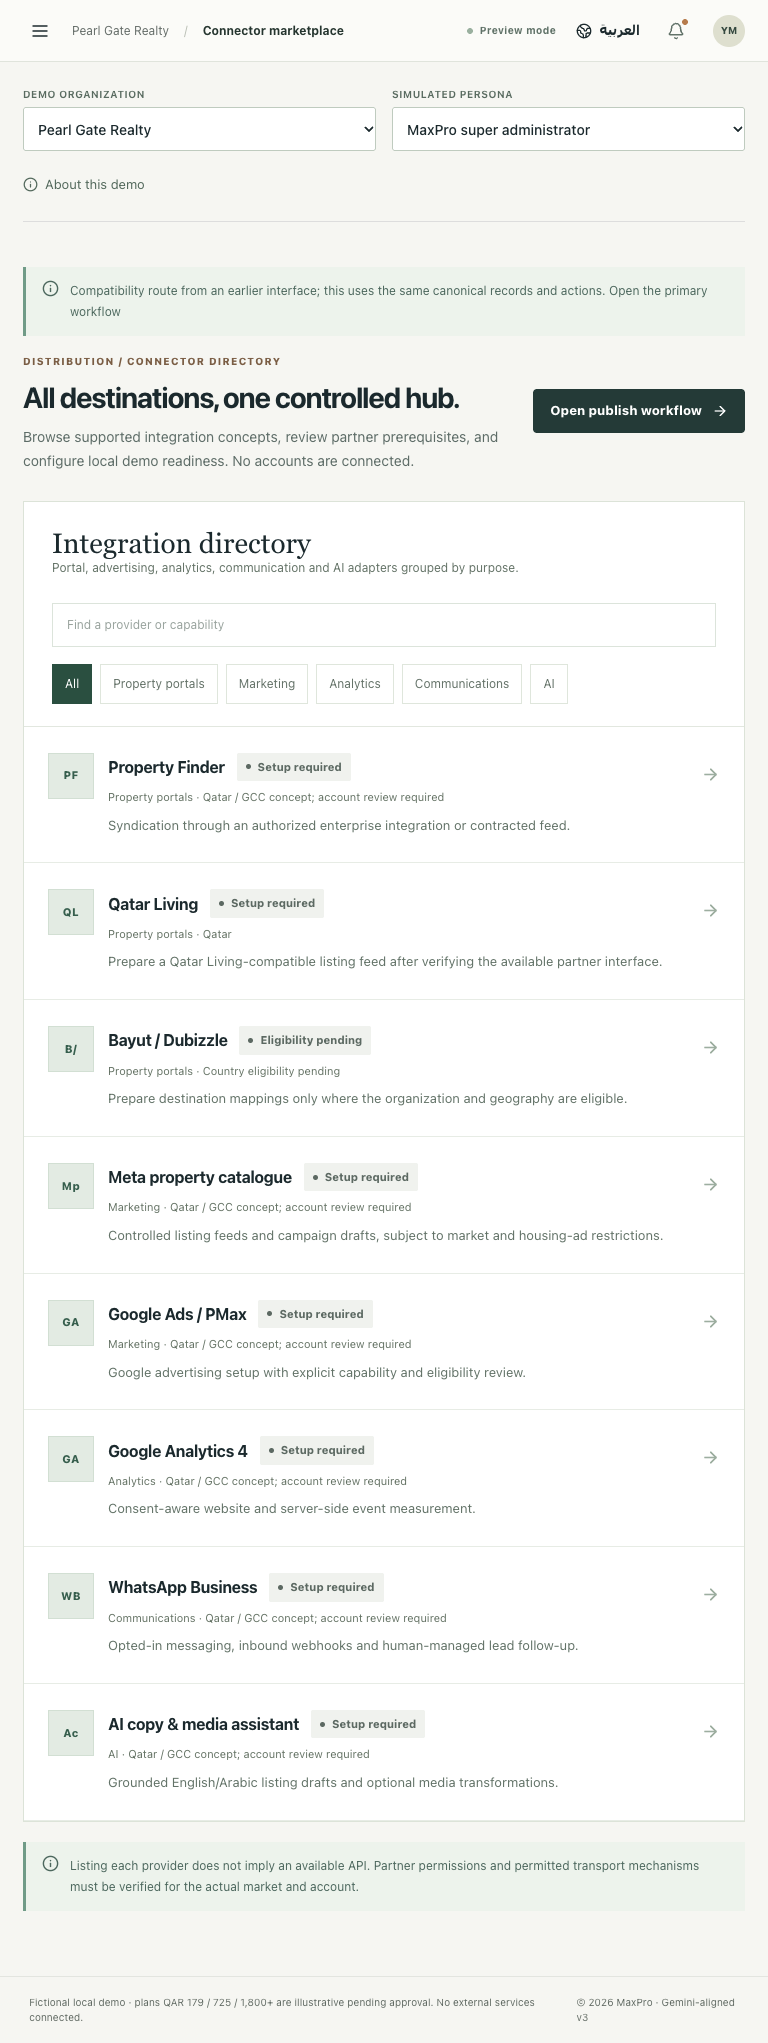 Pearl Gate Realty / Connector marketplace
Preview mode
العربية
YM
DEMO ORGANIZATION
Pearl Gate Realty
SIMULATED PERSONA
MaxPro super administrator
About this demo
Compatibility route from an earlier interface; this uses the same canonical records and actions. Open the primary
workflow
DISTRIBUTION / CONNECTOR DIRECTORY
All destinations, one controlled hub.
Browse supported integration concepts, review partner prerequisites, and
configure local demo readiness. No accounts are connected.
Open publish workflow
Integration directory
Portal, advertising, analytics, communication and AI adapters grouped by purpose.
Find a provider or capability
All
Property portals
Marketing
Analytics
Communications
AI
PF
Property Finder
Setup required
Property portals · Qatar / GCC concept; account review required
Syndication through an authorized enterprise integration or contracted feed.
QL
Qatar Living
Setup required
Property portals · Qatar
Prepare a Qatar Living-compatible listing feed after verifying the available partner interface.
B/
Bayut / Dubizzle
Eligibility pending
Property portals · Country eligibility pending
Prepare destination mappings only where the organization and geography are eligible.
Mp
Meta property catalogue
Setup required
Marketing · Qatar / GCC concept; account review required
Controlled listing feeds and campaign drafts, subject to market and housing-ad restrictions.
GA
Google Ads / PMax
Setup required
Marketing · Qatar / GCC concept; account review required
Google advertising setup with explicit capability and eligibility review.
GA
Google Analytics 4
Setup required
Analytics · Qatar / GCC concept; account review required
Consent-aware website and server-side event measurement.
WB
WhatsApp Business
Setup required
Communications · Qatar / GCC concept; account review required
Opted-in messaging, inbound webhooks and human-managed lead follow-up.
Ac
AI copy & media assistant
Setup required
AI · Qatar / GCC concept; account review required
Grounded English/Arabic listing drafts and optional media transformations.
Listing each provider does not imply an available API. Partner permissions and permitted transport mechanisms
must be verified for the actual market and account.
Fictional local demo · plans QAR 179 / 725 / 1,800+ are illustrative pending approval. No external services
connected.
© 2026 MaxPro · Gemini-aligned
v3